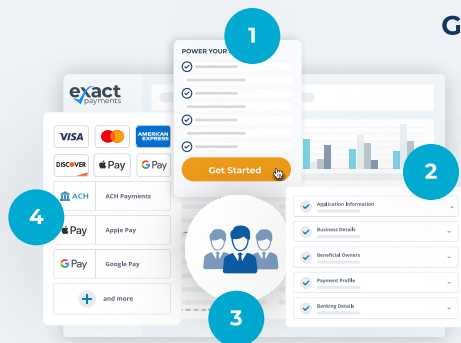 G
1
POWER YOUR
exact
payments
Get Started
VISA
AMERICAN
EXPRESS
DISCOVER
Pay
G Pay
ACH
ACH Payments
Pay
Apple Pay
G Pay
Google Pay
+ and more
4
2
Application Information
Business Details
Beneficial Owners
Payment Profile
Banking Details
3